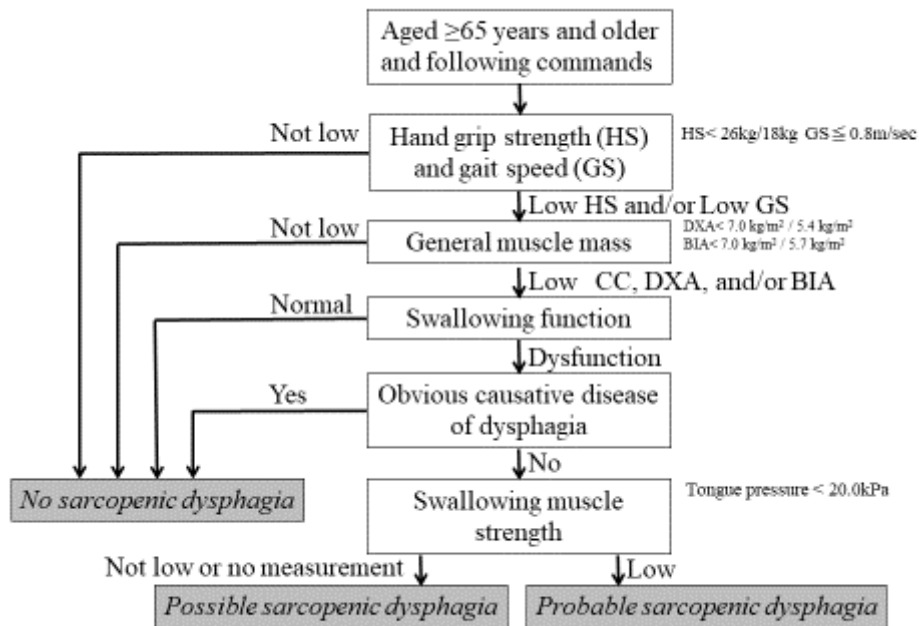 Aged ≥65 years and older
and following commands
Not low
Hand grip strength (HS)
and gait speed (GS)
HS< 26kg/18kg GS≦ 0.8m/sec
Low HS and/or Low GS
Not low
General muscle mass
DXA< 7.0 kg/m² / 5.4 kg/m²
BIA< 7.0 kg/m² / 5.7 kg/m²
Low CC, DXA, and/or BIA
Normal
Swallowing function
Dysfunction
Yes
Obvious causative disease
of dysphagia
No
No sarcopenic dysphagia
Swallowing muscle
strength
Tongue pressure < 20.0kPa
Not low or no measurement
Low
Possible sarcopenic dysphagia
Probable sarcopenic dysphagia